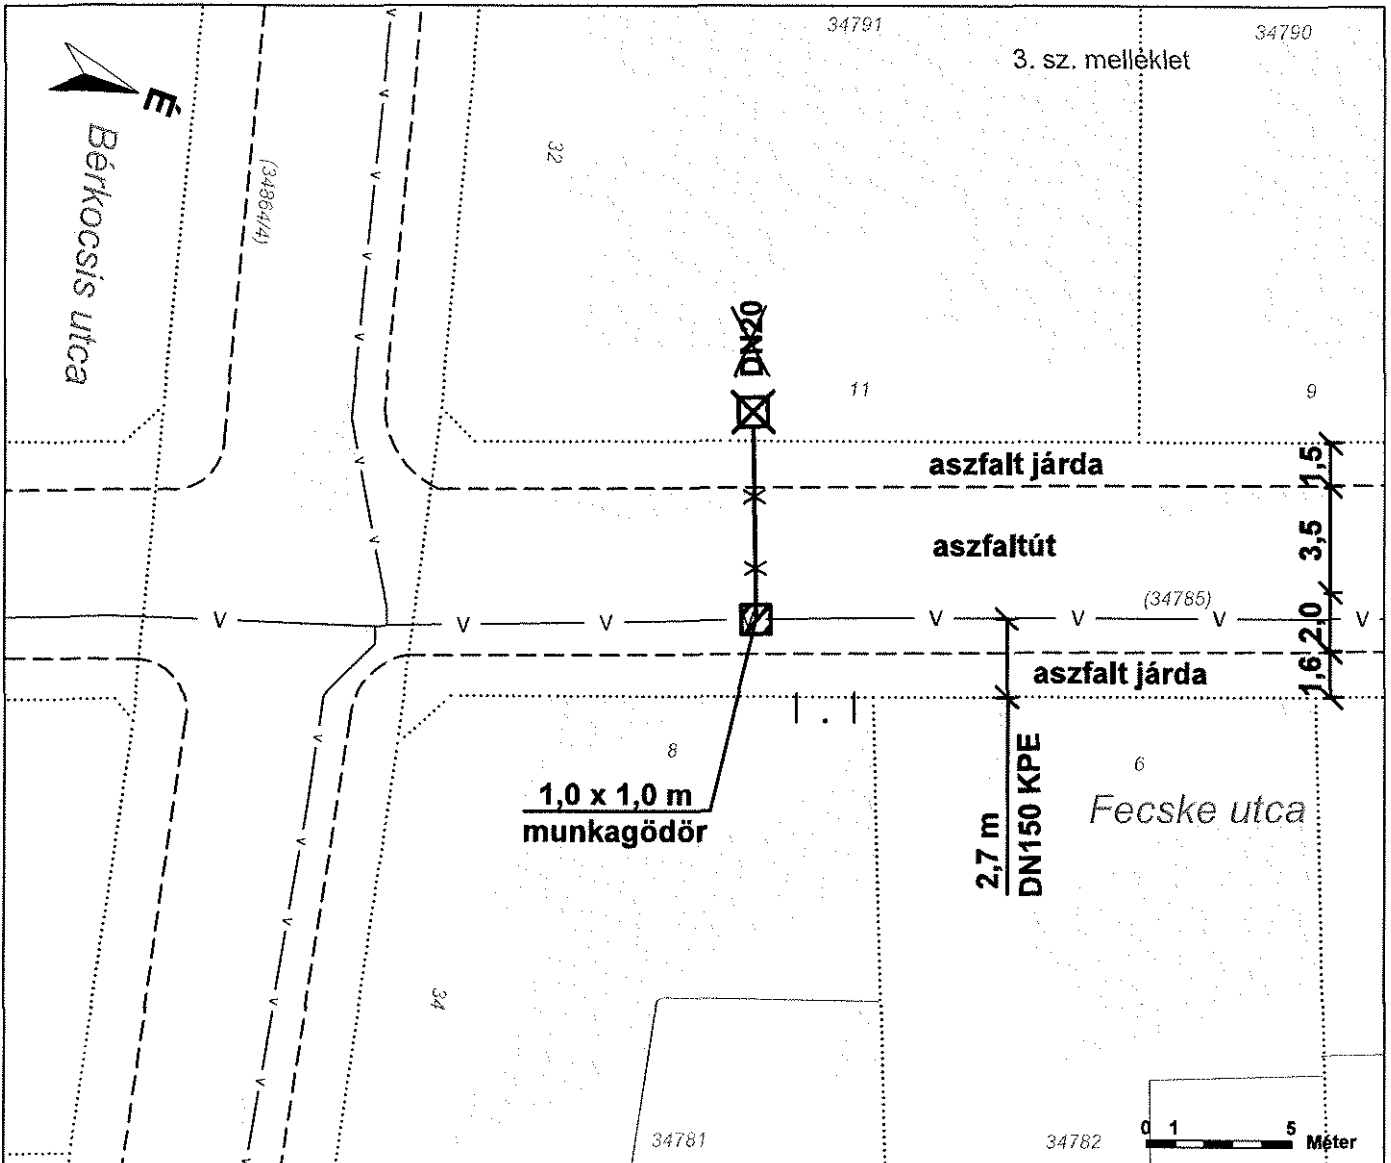 34791
34790
3. sz. melléklet
É
Bérkocsis utca
(34864/4)
32
DN20
11
9
aszfalt járda
1,5
aszfaltút
3,5
(34785)
V V V V V V V V
2,0
aszfalt járda
1,6
8
6
1,0 x 1,0 m
munkagödör
2,7 m
DN150 KPE
Fecske utca
34
34781
34782
0 1 5 Méter